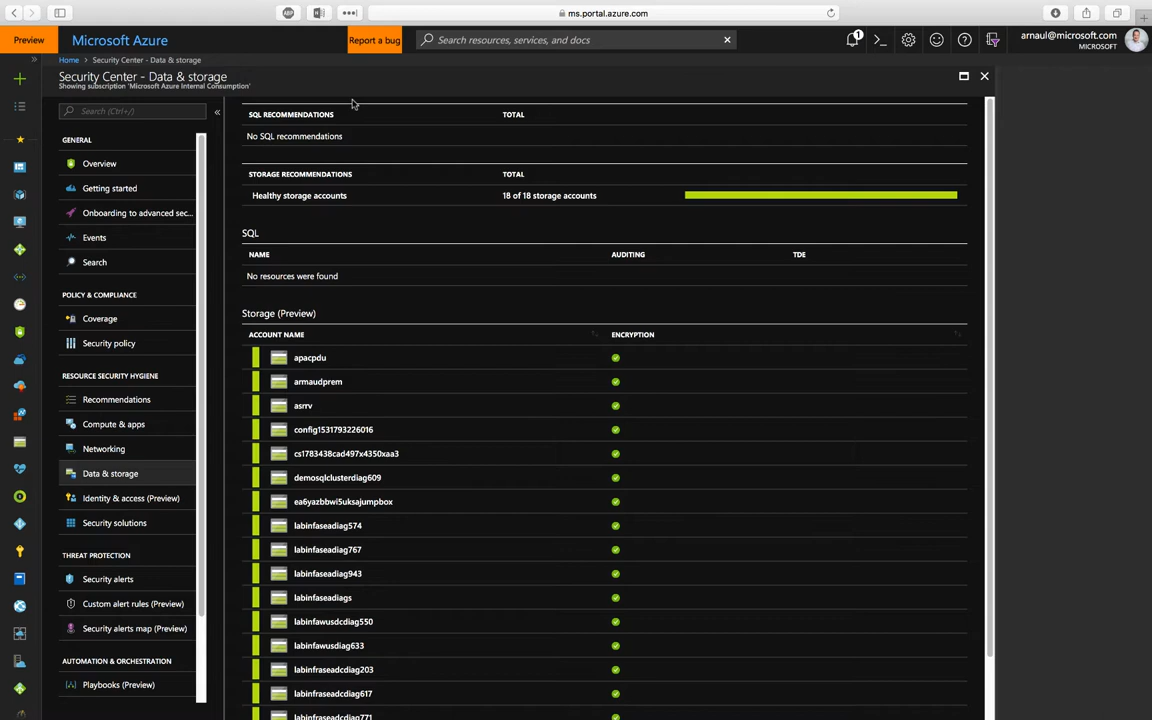 ms.portal.azure.com
Preview
Microsoft Azure
Report a bug
Search resources, services, and docs
1
arnaul@microsoft.com
MICROSOFT
Home > Security Center - Data & storage
Security Center - Data & storage
Showing subscription 'Microsoft Azure Internal Consumption'
Search (Ctrl+/)
GENERAL
Overview
Getting started
Onboarding to advanced sec...
Events
Search
POLICY & COMPLIANCE
Coverage
Security policy
RESOURCE SECURITY HYGIENE
Recommendations
Compute & apps
Networking
Data & storage
Identity & access (Preview)
Security solutions
THREAT PROTECTION
Security alerts
Custom alert rules (Preview)
Security alerts map (Preview)
AUTOMATION & ORCHESTRATION
Playbooks (Preview)
SQL RECOMMENDATIONS TOTAL
No SQL recommendations
STORAGE RECOMMENDATIONS TOTAL
Healthy storage accounts 18 of 18 storage accounts
SQL
NAME AUDITING TDE
No resources were found
Storage (Preview)
ACCOUNT NAME ENCRYPTION
apacpdu
armaudprem
asrrv
config1531793226016
cs1783438cad497x4350xaa3
demosqlclusterdiag609
ea6yazbbwi5uksajumpbox
labinfaseadiag574
labinfaseadiag767
labinfaseadiag943
labinfaseadiags
labinfawusdcdiag550
labinfawusdiag633
labinfraseadcdiag203
labinfraseadcdiag617
labinfraseadcdiag771